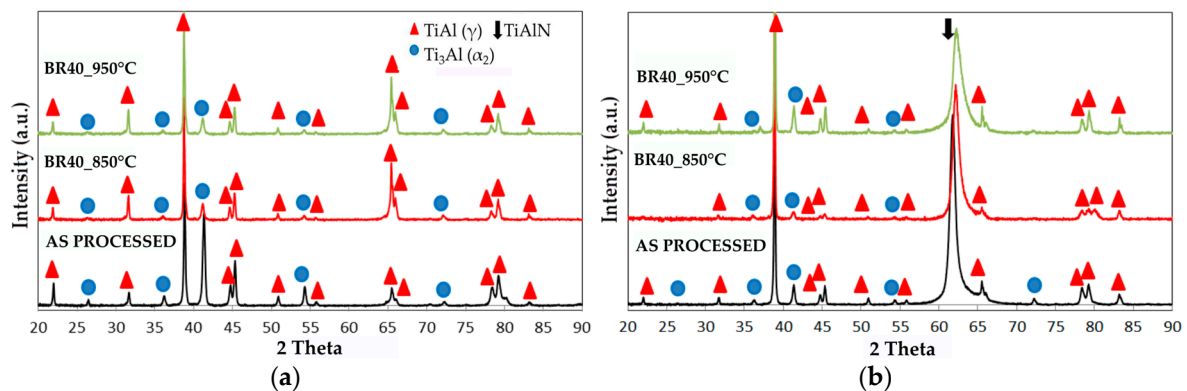 (a)
TiAl (γ) TiAlN
Ti₃Al (α₂)
BR40_950°C
BR40_850°C
AS PROCESSED
Intensity (a.u.)
20 25 30 35 40 45 50 55 60 65 70 75 80 85 90
2 Theta
(a)
(b)
BR40_950°C
BR40_850°C
AS PROCESSED
Intensity (a.u.)
20 25 30 35 40 45 50 55 60 65 70 75 80 85 90
2 Theta
(b)